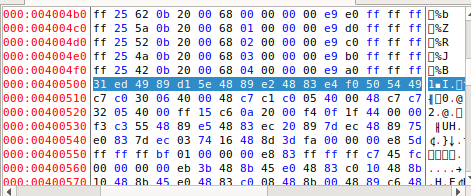 000:004004b0 ff 25 62 0b 20 00 68 00 00 00 00 e9 e0 ff ff ff %b
000:004004c0 ff 25 5a 0b 20 00 68 01 00 00 00 e9 d0 ff ff ff %Z
000:004004d0 ff 25 52 0b 20 00 68 02 00 00 00 e9 c0 ff ff ff %R
000:004004e0 ff 25 4a 0b 20 00 68 03 00 00 00 e9 b0 ff ff ff %J
000:004004f0 ff 25 42 0b 20 00 68 04 00 00 00 e9 a0 ff ff ff %B
000:00400500 31 ed 49 89 d1 5e 48 89 e2 48 83 e4 f0 50 54 49 1 I.
000:00400510 c7 c0 30 06 40 00 48 c7 c1 c0 05 40 00 48 c7 c7 0.@
000:00400520 32 05 40 00 ff 15 c6 0a 20 00 f4 0f 1f 44 00 00 2.@.
000:00400530 f3 c3 55 48 89 e5 48 83 ec 20 89 7d ec 48 89 75 UH.
000:00400540 e0 83 7d ec 03 74 16 48 8d 3d fa 00 00 00 e8 5d .}
000:00400550 ff ff ff bf 01 00 00 00 e8 83 ff ff ff c7 45 fc
000:00400560 00 00 00 00 eb 3b 48 8b 45 e0 48 83 c0 10 48 8b ....
000:00400570 10 48 8b 45 e0 48 83 c0 08 48 8b 00 48 89 c6 48 .H.E